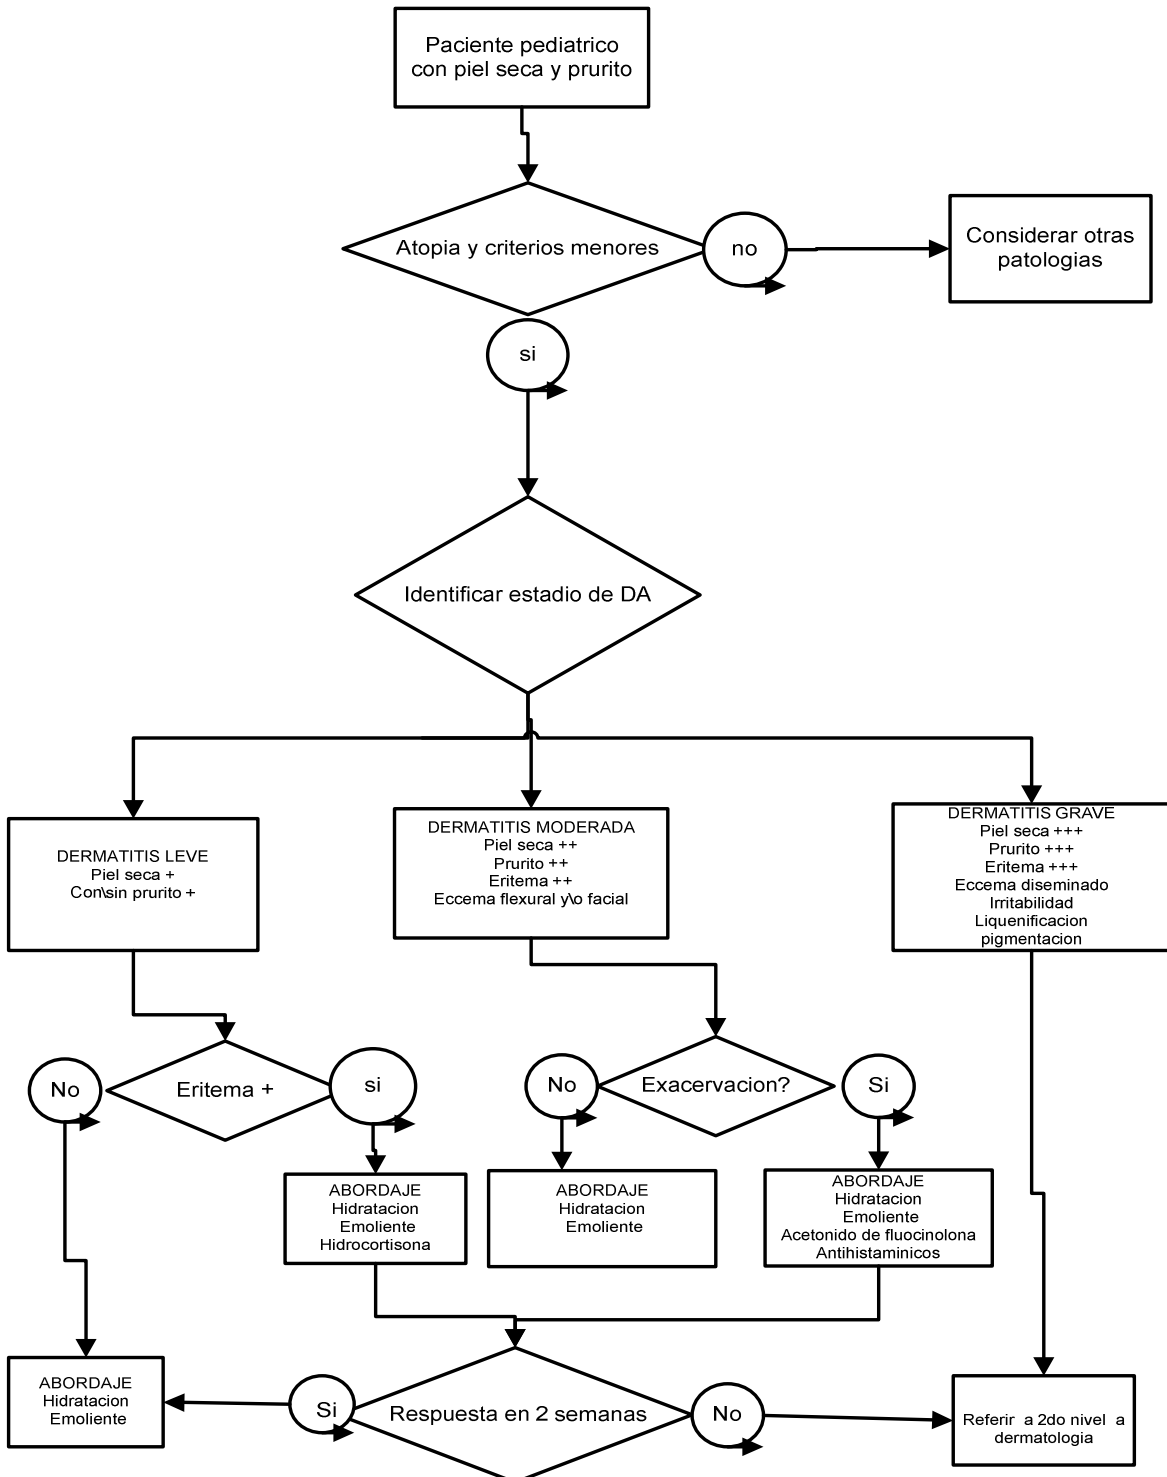 Paciente pediatrico
con piel seca y prurito
Atopia y criterios menores
no
Considerar otras
patologias
si
Identificar estadio de DA
DERMATITIS LEVE
Piel seca +
Con\sin prurito +
DERMATITIS MODERADA
Piel seca ++
Prurito ++
Eritema ++
Eccema flexural y\o facial
DERMATITIS GRAVE
Piel seca +++
Prurito +++
Eritema +++
Eccema diseminado
Irritabilidad
Liquenificacion
pigmentacion
No
Eritema +
si
No
Exacervacion?
Si
ABORDAJE
Hidratacion
Emoliente
Hidrocortisona
ABORDAJE
Hidratacion
Emoliente
ABORDAJE
Hidratacion
Emoliente
Acetonido de fluocinolona
Antihistaminicos
ABORDAJE
Hidratacion
Emoliente
Si
Respuesta en 2 semanas
No
Referir a 2do nivel a
dermatologia